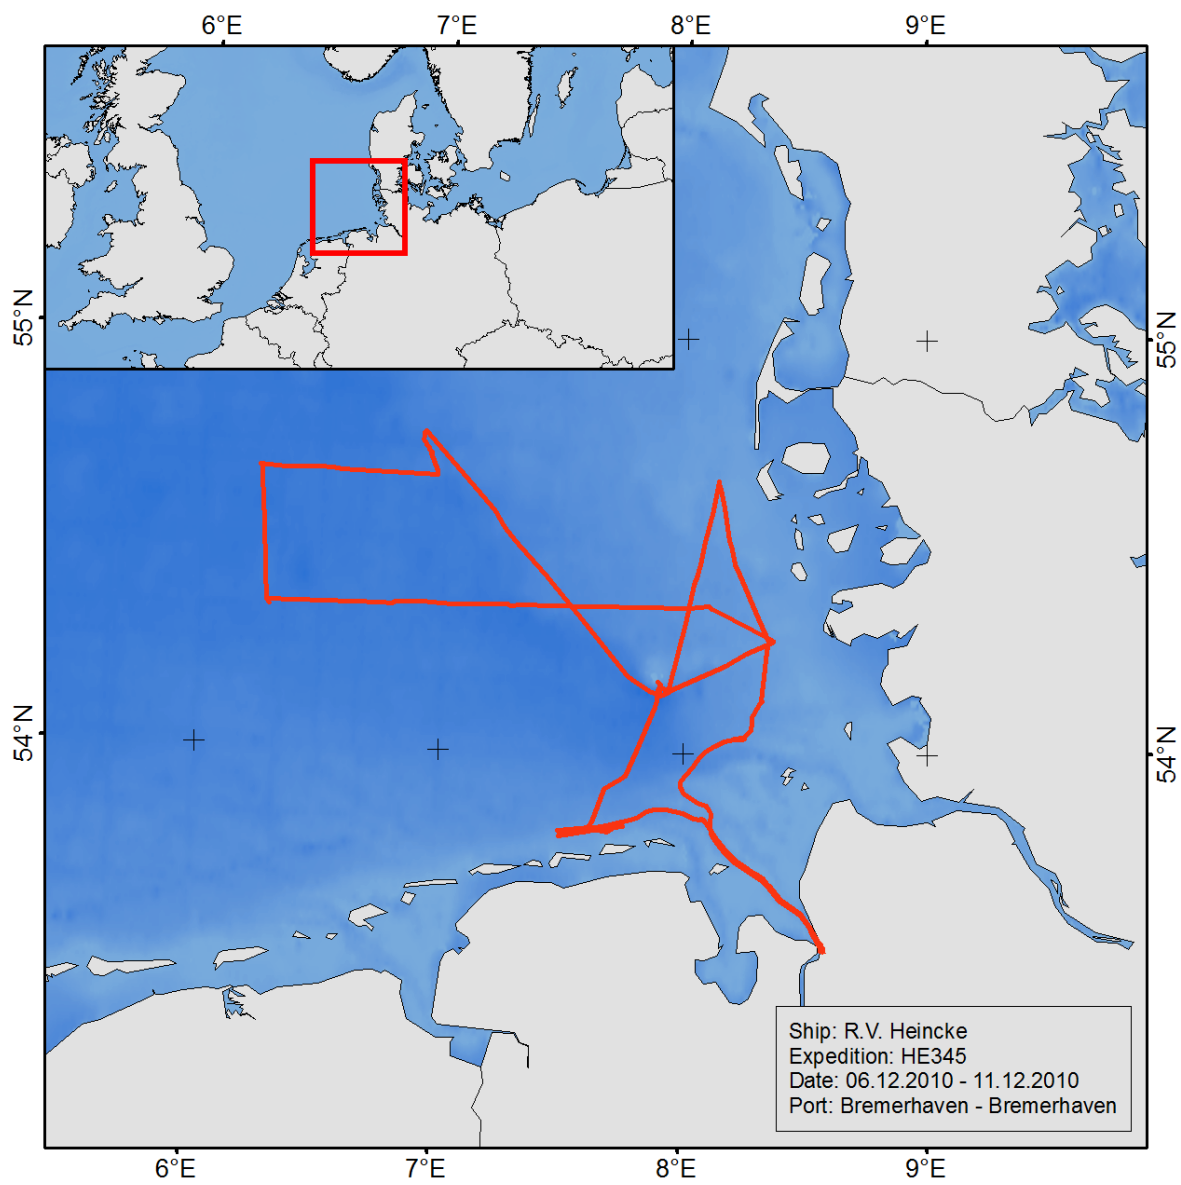 6°E 7°E 8°E 9°E
55°N 55°N
54°N 54°N
Ship: R.V. Heincke
Expedition: HE345
Date: 06.12.2010 - 11.12.2010
Port: Bremerhaven - Bremerhaven
6°E 7°E 8°E 9°E